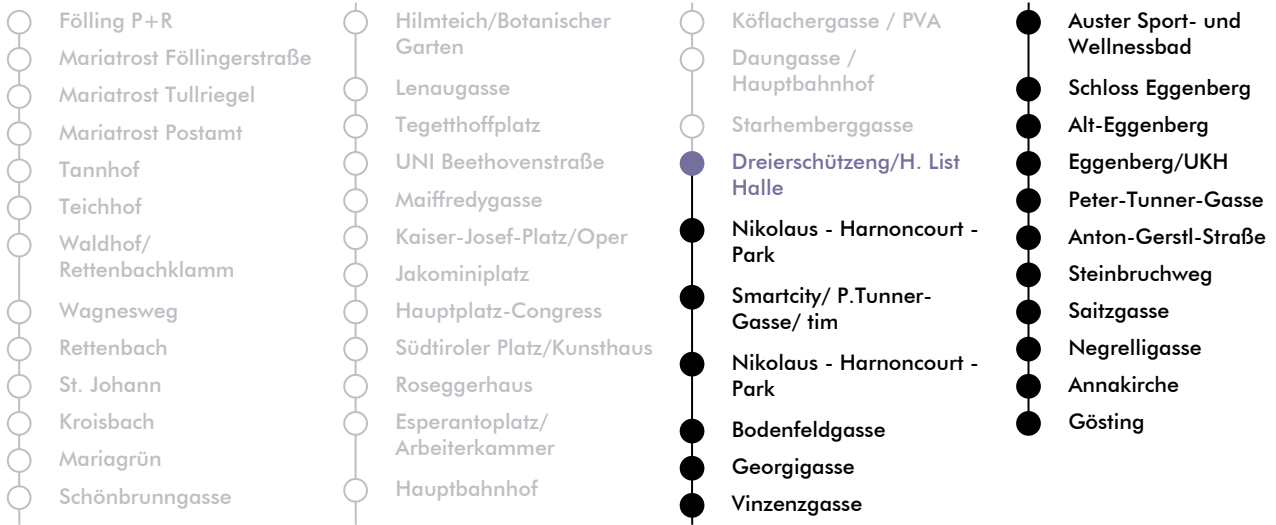 Fölling P+R
Mariatrost Föllingerstraße
Mariatrost Tullriegel
Mariatrost Postamt
Tannhof
Teichhof
Waldhof/
Rettenbachklamm
Wagnesweg
Rettenbach
St. Johann
Kroisbach
Mariagrün
Schönbrunngasse
Hilmteich/Botanischer
Garten
Lenaugasse
Tegetthoffplatz
UNI Beethovenstraße
Maiffredygasse
Kaiser-Josef-Platz/Oper
Jakominiplatz
Hauptplatz-Congress
Südtiroler Platz/Kunsthaus
Roseggerhaus
Esperantoplatz/
Arbeiterkammer
Hauptbahnhof
Köflachergasse / PVA
Daungasse /
Hauptbahnhof
Starhemberggasse
Dreierschützeng/H. List
Halle
Nikolaus - Harnoncourt -
Park
Smartcity/ P.Tunner-
Gasse/ tim
Nikolaus - Harnoncourt -
Park
Bodenfeldgasse
Georgigasse
Vinzenzgasse
Auster Sport- und
Wellnessbad
Schloss Eggenberg
Alt-Eggenberg
Eggenberg/UKH
Peter-Tunner-Gasse
Anton-Gerstl-Straße
Steinbruchweg
Saitzgasse
Negrelligasse
Annakirche
Gösting